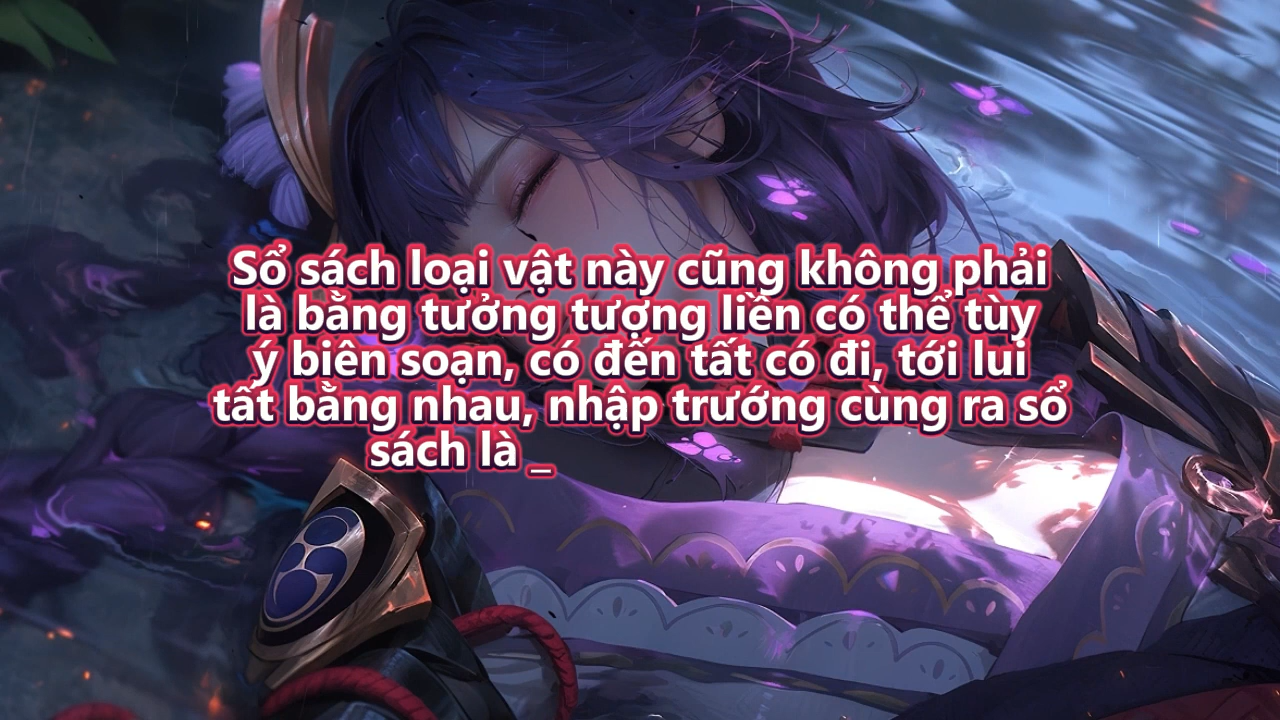 Sổ sách loại vật này cũng không phải
là bằng tưởng tượng liền có thể tùy
ý biên soạn, có đến tất có đi, tới lui
tất bằng nhau, nhập trướng cùng ra sổ
sách là _